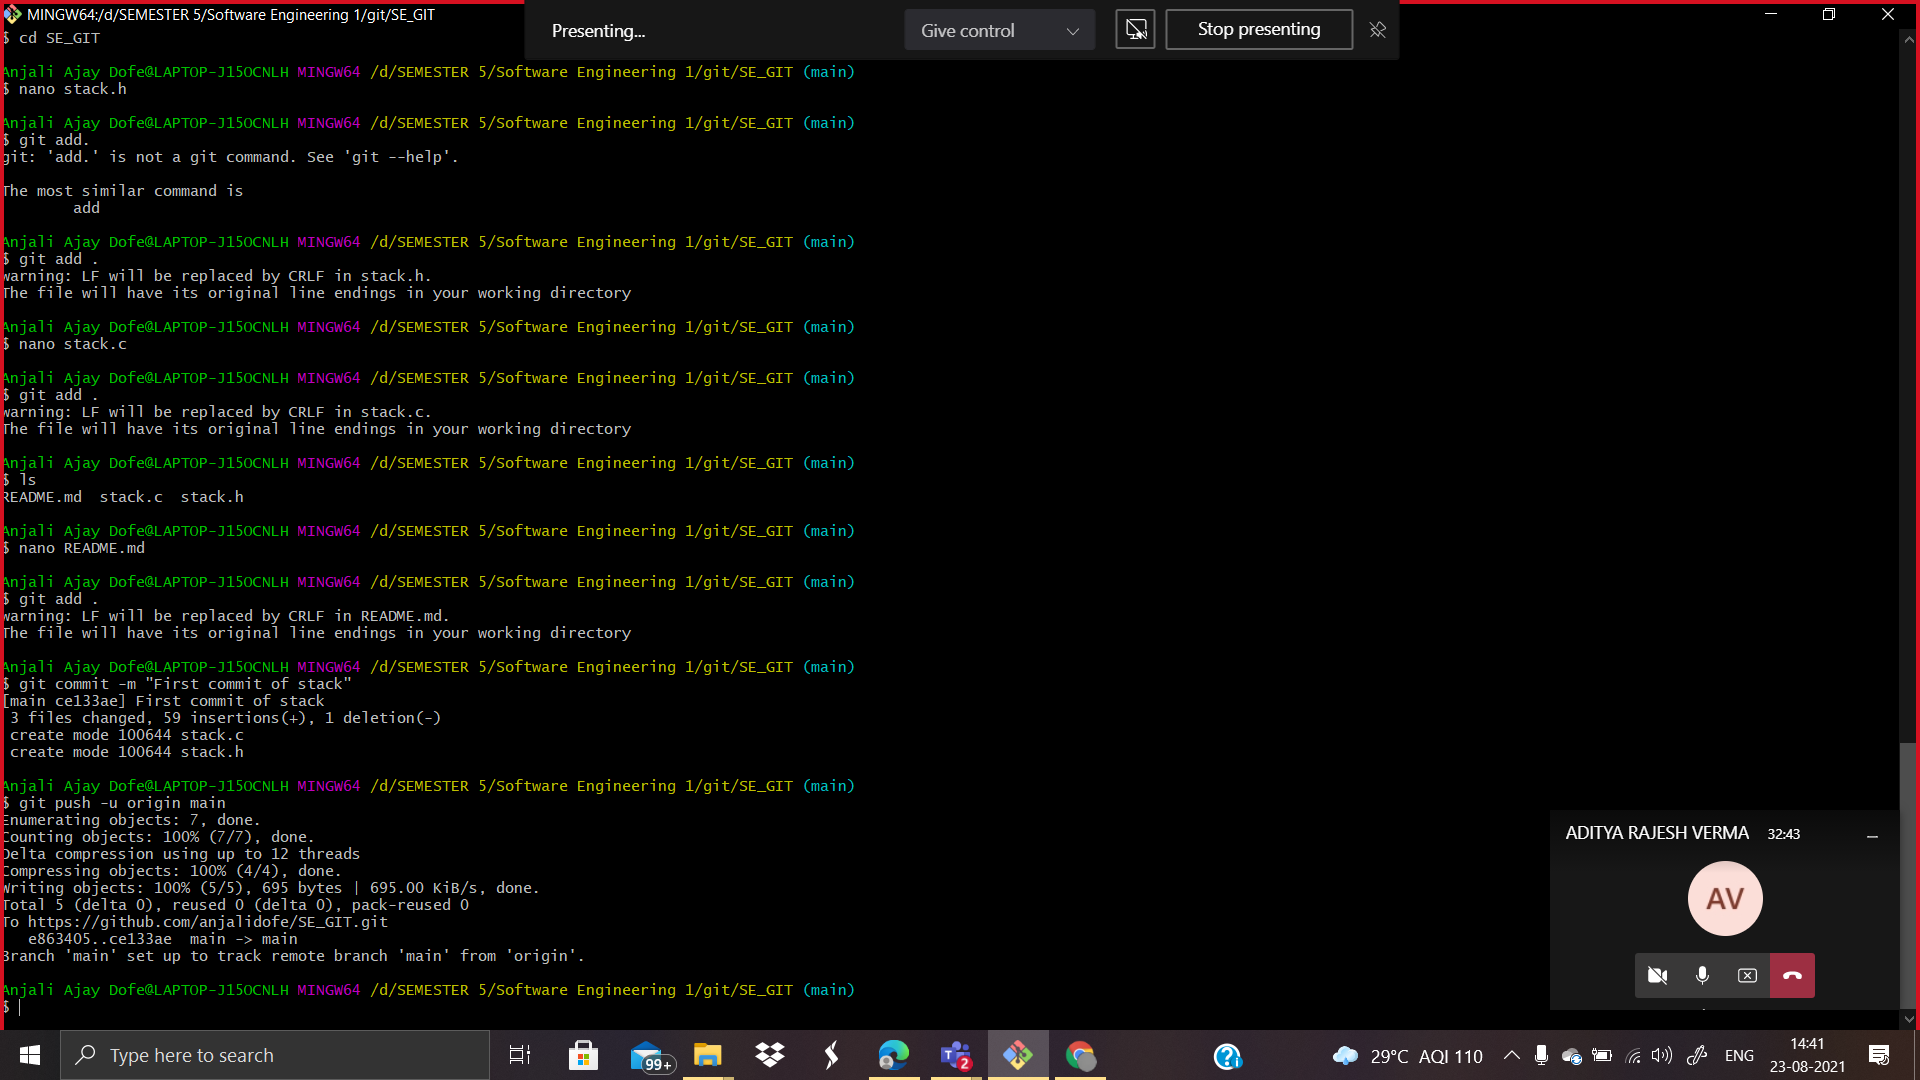 MINGW64:/d/SEMESTER 5/Software Engineering 1/git/SE_GIT
Presenting...
Give control
Stop presenting
$ cd SE_GIT
Anjali Ajay Dofe@LAPTOP-J15OCNLH MINGW64 /d/SEMESTER 5/Software Engineering 1/git/SE_GIT (main)
$ nano stack.h
Anjali Ajay Dofe@LAPTOP-J15OCNLH MINGW64 /d/SEMESTER 5/Software Engineering 1/git/SE_GIT (main)
$ git add.
git: 'add.' is not a git command. See 'git --help'.
The most similar command is
add
Anjali Ajay Dofe@LAPTOP-J15OCNLH MINGW64 /d/SEMESTER 5/Software Engineering 1/git/SE_GIT (main)
$ git add .
warning: LF will be replaced by CRLF in stack.h.
The file will have its original line endings in your working directory
Anjali Ajay Dofe@LAPTOP-J15OCNLH MINGW64 /d/SEMESTER 5/Software Engineering 1/git/SE_GIT (main)
$ nano stack.c
Anjali Ajay Dofe@LAPTOP-J15OCNLH MINGW64 /d/SEMESTER 5/Software Engineering 1/git/SE_GIT (main)
$ git add .
warning: LF will be replaced by CRLF in stack.c.
The file will have its original line endings in your working directory
Anjali Ajay Dofe@LAPTOP-J15OCNLH MINGW64 /d/SEMESTER 5/Software Engineering 1/git/SE_GIT (main)
$ ls
README.md  stack.c  stack.h
Anjali Ajay Dofe@LAPTOP-J15OCNLH MINGW64 /d/SEMESTER 5/Software Engineering 1/git/SE_GIT (main)
$ nano README.md
Anjali Ajay Dofe@LAPTOP-J15OCNLH MINGW64 /d/SEMESTER 5/Software Engineering 1/git/SE_GIT (main)
$ git add .
warning: LF will be replaced by CRLF in README.md.
The file will have its original line endings in your working directory
Anjali Ajay Dofe@LAPTOP-J15OCNLH MINGW64 /d/SEMESTER 5/Software Engineering 1/git/SE_GIT (main)
$ git commit -m "First commit of stack"
[main ce133ae] First commit of stack
3 files changed, 59 insertions(+), 1 deletion(-)
create mode 100644 stack.c
create mode 100644 stack.h
Anjali Ajay Dofe@LAPTOP-J15OCNLH MINGW64 /d/SEMESTER 5/Software Engineering 1/git/SE_GIT (main)
$ git push -u origin main
Enumerating objects: 7, done.
Counting objects: 100% (7/7), done.
Delta compression using up to 12 threads
Compressing objects: 100% (4/4), done.
Writing objects: 100% (5/5), 695 bytes | 695.00 KiB/s, done.
Total 5 (delta 0), reused 0 (delta 0), pack-reused 0
To https://github.com/anjalidofe/SE_GIT.git
e863405..ce133ae  main -> main
Branch 'main' set up to track remote branch 'main' from 'origin'.
Anjali Ajay Dofe@LAPTOP-J15OCNLH MINGW64 /d/SEMESTER 5/Software Engineering 1/git/SE_GIT (main)
$
ADITYA RAJESH VERMA 32:43
AV
Type here to search
99+
2
29°C AQI 110
ENG
14:41
23-08-2021